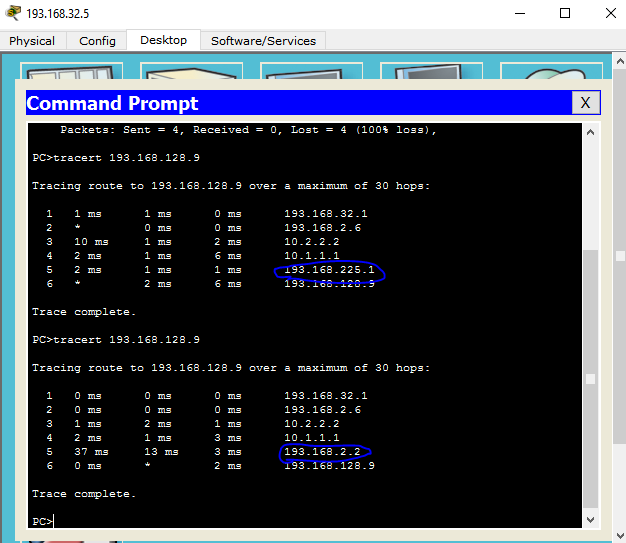 193.168.32.5
Physical Config Desktop Software/Services
Command Prompt X
Packets: Sent = 4, Received = 0, Lost = 4 (100% loss),
PC>tracert 193.168.128.9
Tracing route to 193.168.128.9 over a maximum of 30 hops:
1 1 ms 1 ms 0 ms 193.168.32.1
2 * 0 ms 0 ms 193.168.2.6
3 10 ms 1 ms 2 ms 10.2.2.2
4 2 ms 1 ms 6 ms 10.1.1.1
5 2 ms 1 ms 1 ms 193.168.225.1
6 * 2 ms 6 ms 193.168.128.9
Trace complete.
PC>tracert 193.168.128.9
Tracing route to 193.168.128.9 over a maximum of 30 hops:
1 0 ms 0 ms 0 ms 193.168.32.1
2 0 ms 0 ms 0 ms 193.168.2.6
3 1 ms 2 ms 1 ms 10.2.2.2
4 2 ms 1 ms 3 ms 10.1.1.1
5 37 ms 13 ms 3 ms 193.168.2.2
6 0 ms * 2 ms 193.168.128.9
Trace complete.
PC>